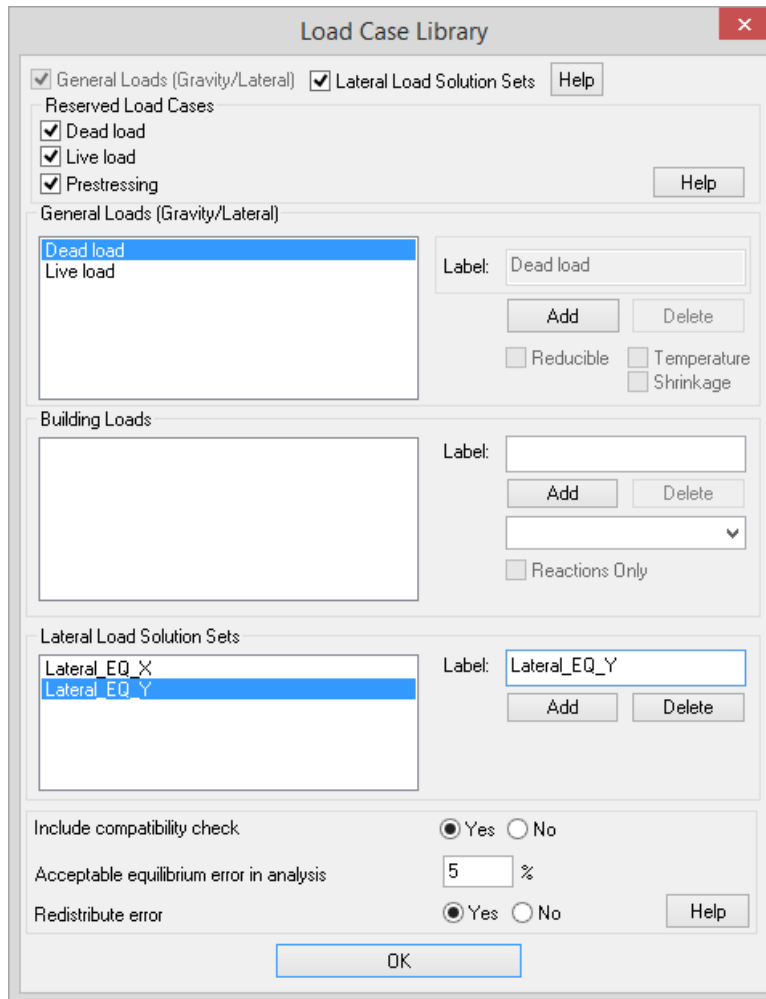 Load Case Library
General Loads (Gravity/Lateral) Lateral Load Solution Sets Help
Reserved Load Cases
Dead load
Live load
Prestressing Help
General Loads (Gravity/Lateral)
Dead load
Live load
Label: Dead load
Add Delete
Reducible Temperature
Shrinkage
Building Loads
Label:
Add Delete
Reactions Only
Lateral Load Solution Sets
Lateral_EQ_X
Lateral_EQ_Y
Label: Lateral_EQ_Y
Add Delete
Include compatibility check Yes No
Acceptable equilibrium error in analysis 5 %
Redistribute error Yes No Help
OK